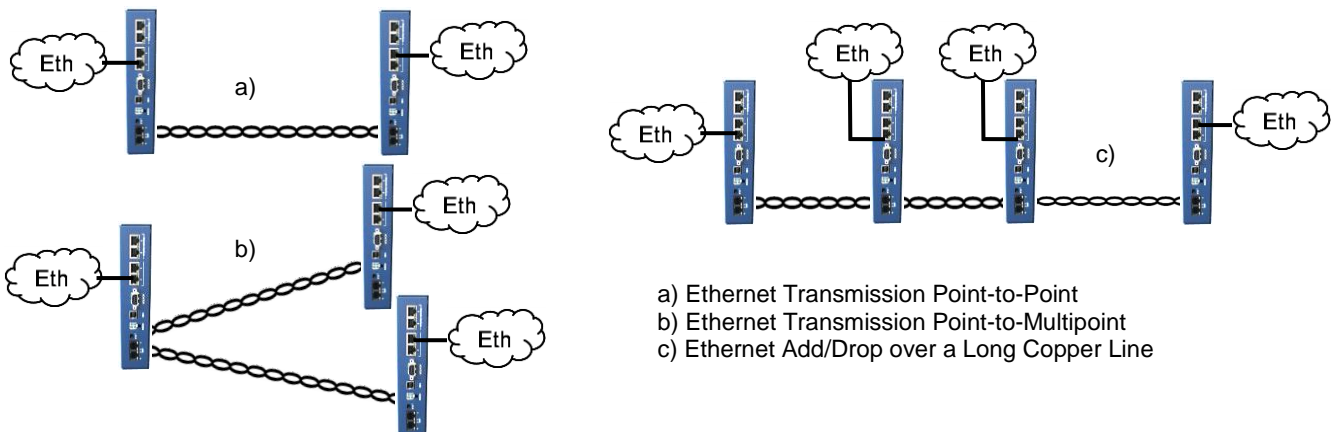 Eth
Eth
a)
Eth
Eth
b)
Eth
Eth
Eth
Eth
Eth
c)
a) Ethernet Transmission Point-to-Point
b) Ethernet Transmission Point-to-Multipoint
c) Ethernet Add/Drop over a Long Copper Line